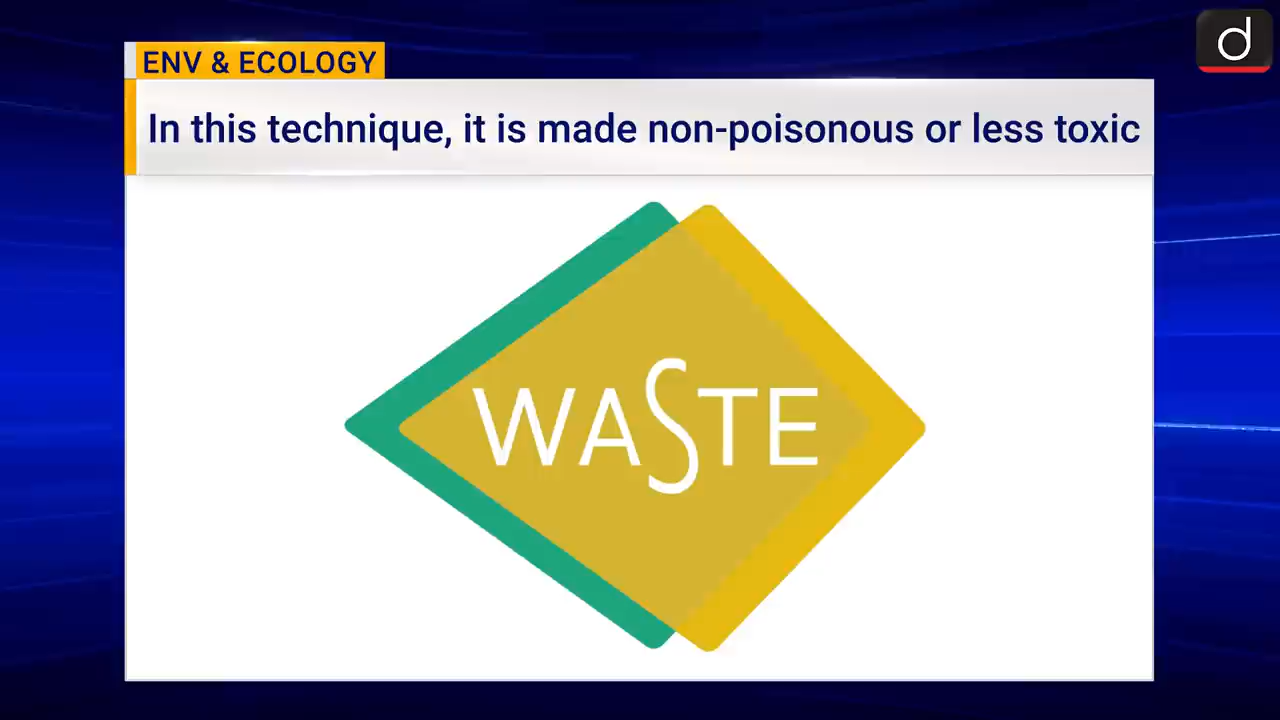 ENV & ECOLOGY
d
In this technique, it is made non-poisonous or less toxic
WASTE